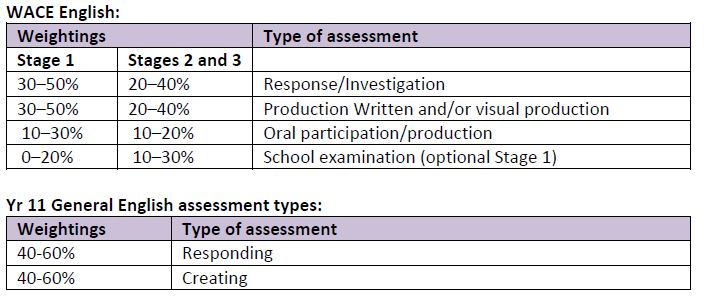 WACE English:
Weightings Type of assessment
Stage 1 Stages 2 and 3
30–50% 20–40% Response/Investigation
30–50% 20–40% Production Written and/or visual production
10–30% 10–20% Oral participation/production
0–20% 10–30% School examination (optional Stage 1)
Yr 11 General English assessment types:
Weightings Type of assessment
40-60% Responding
40-60% Creating